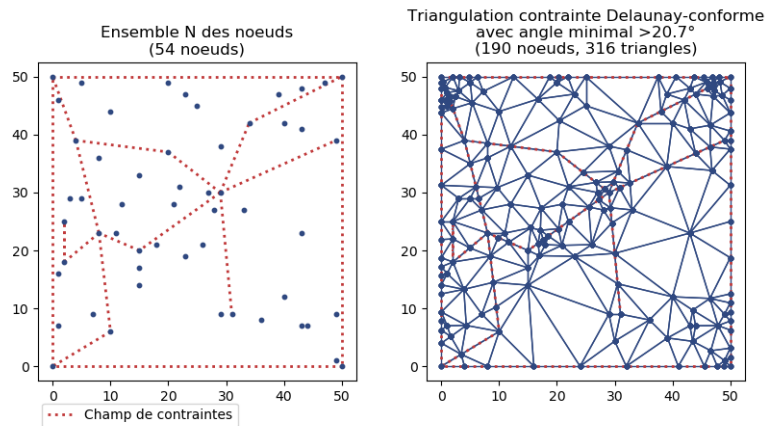 Ensemble N des noeuds
(54 noeuds)
50
40
30
20
10
0
0 10 20 30 40 50
Champ de contraintes
Triangulation contrainte Delaunay-conforme
avec angle minimal >20.7°
(190 noeuds, 316 triangles)
50
40
30
20
10
0
0 10 20 30 40 50